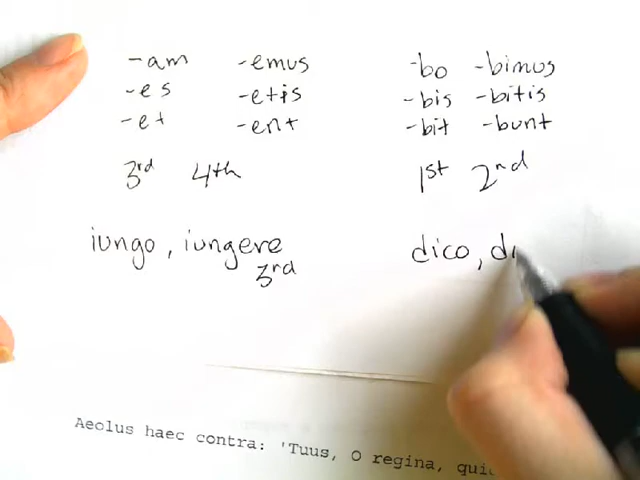 -am -emus -bo -bimus
-es -etis -bis -bitis
-et -ent -bit -bunt
3rd 4th 1st 2nd
iungo, iungere dico, di
3rd
Aeolus haec contra: 'Tuus, O regina,